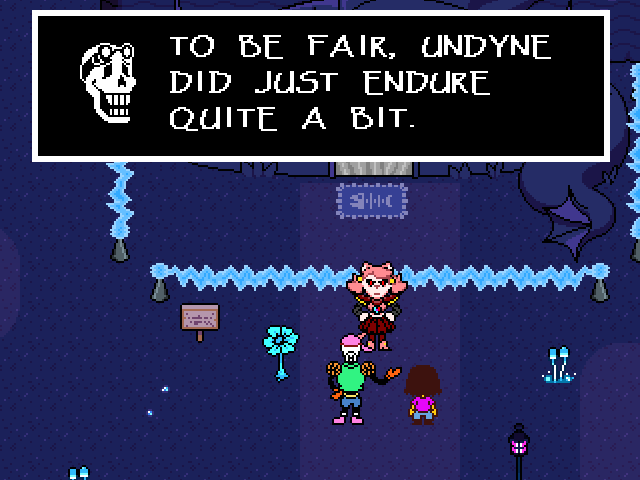 TO BE FAIR, UNDYNE
DID JUST ENDURE
QUITE A BIT.